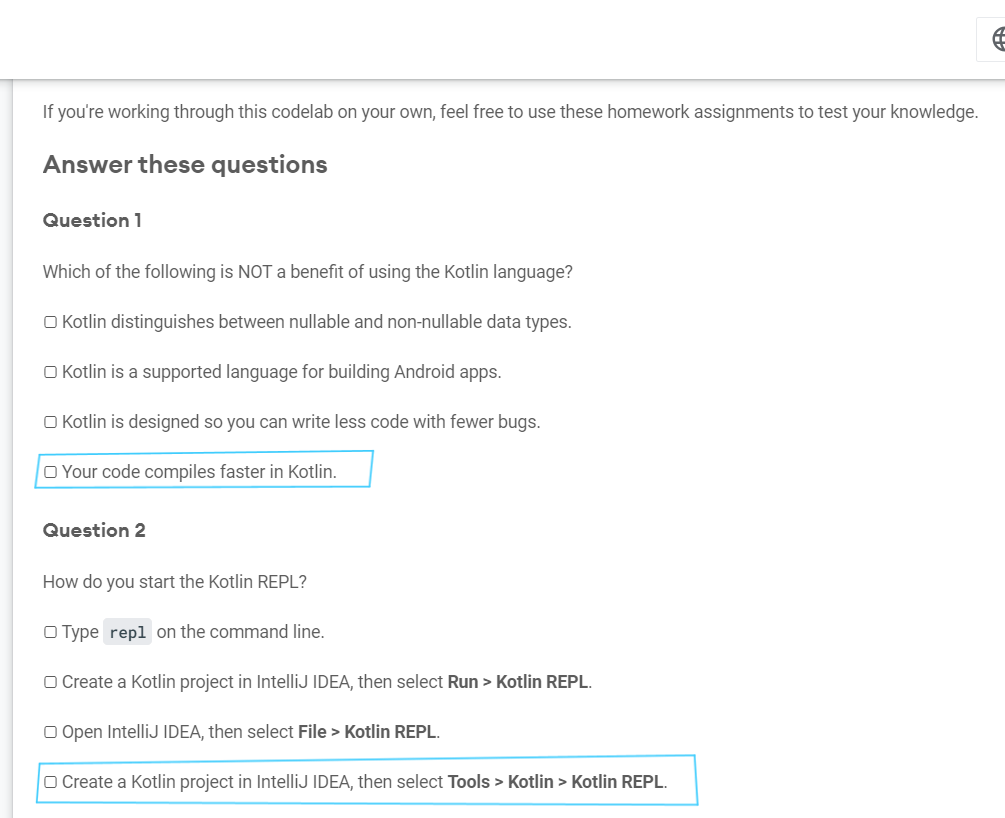 If you're working through this codelab on your own, feel free to use these homework assignments to test your knowledge.
Answer these questions
Question 1
Which of the following is NOT a benefit of using the Kotlin language?
Kotlin distinguishes between nullable and non-nullable data types.
Kotlin is a supported language for building Android apps.
Kotlin is designed so you can write less code with fewer bugs.
Your code compiles faster in Kotlin.
Question 2
How do you start the Kotlin REPL?
Type repl on the command line.
Create a Kotlin project in IntelliJ IDEA, then select Run > Kotlin REPL.
Open IntelliJ IDEA, then select File > Kotlin REPL.
Create a Kotlin project in IntelliJ IDEA, then select Tools > Kotlin > Kotlin REPL.